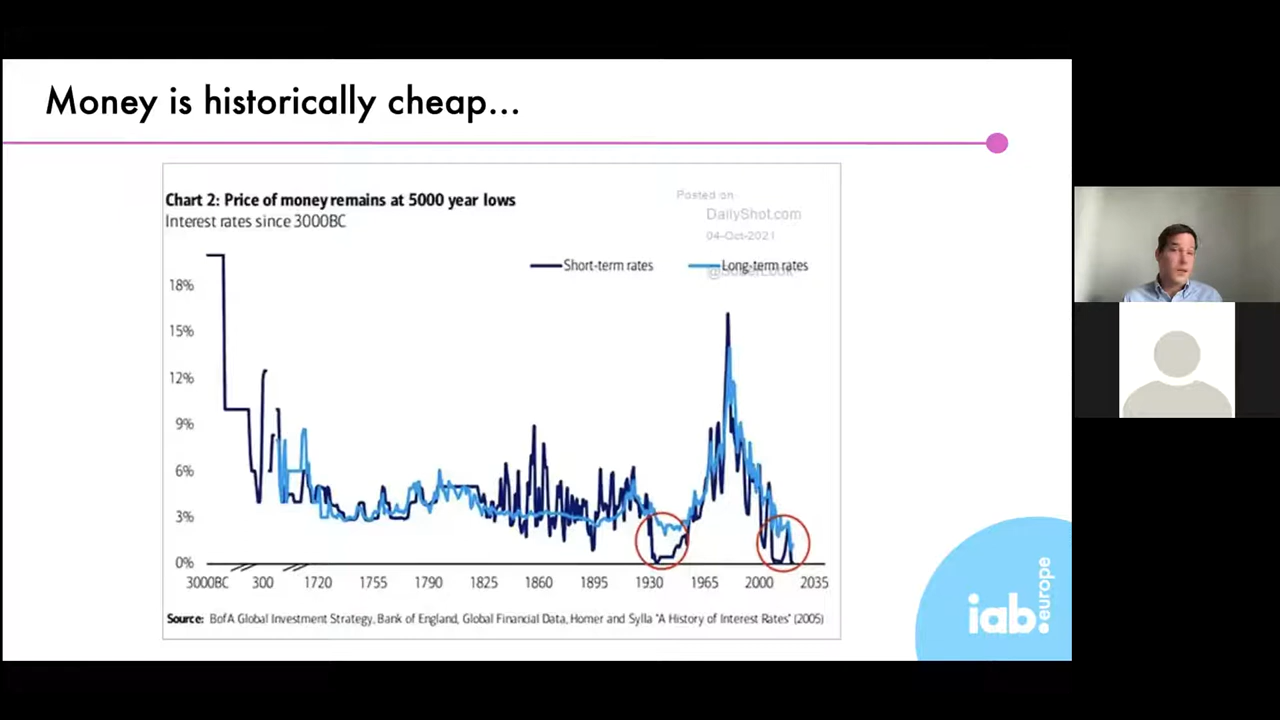 Money is historically cheap...
Chart 2: Price of money remains at 5000 year lows
Interest rates since 3000BC
Posted on
DailyShot.com
04-Oct-2021
Short-term rates
Long-term rates
18%
15%
12%
9%
6%
3%
0%
3000BC 300 1720 1755 1790 1825 1860 1895 1930 1965 2000 2035
Source: BofA Global Investment Strategy, Bank of England, Global Financial Data, Homer and Sylla "A History of Interest Rates" (2005)
iab.
europe